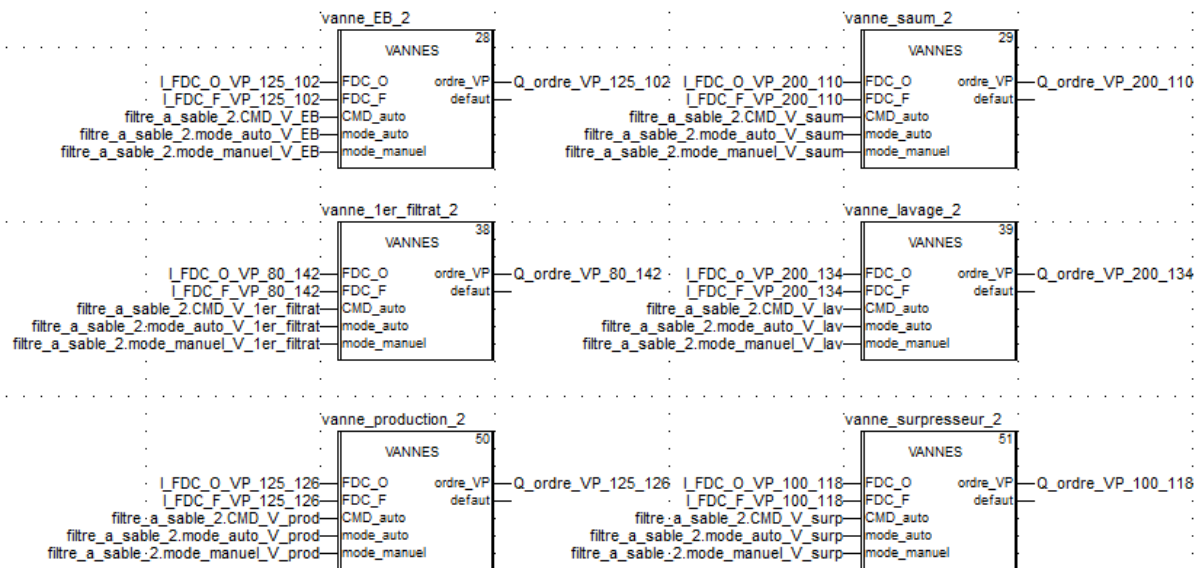 vanne_EB_2
28
VANNES
I_FDC_O_VP_125_102 FDC_O ordre_VP Q_ordre_VP_125_102
I_FDC_F_VP_125_102 FDC_F defaut
filtre_a_sable_2.CMD_V_EB CMD_auto
filtre_a_sable_2.mode_auto_V_EB mode_auto
filtre_a_sable_2.mode_manuel_V_EB mode_manuel
vanne_saum_2
29
VANNES
I_FDC_O_VP_200_110 FDC_O ordre_VP Q_ordre_VP_200_110
I_FDC_F_VP_200_110 FDC_F defaut
filtre_a_sable_2.CMD_V_saum CMD_auto
filtre_a_sable_2.mode_auto_V_saum mode_auto
filtre_a_sable_2.mode_manuel_V_saum mode_manuel
vanne_1er_filtrat_2
38
VANNES
I_FDC_O_VP_80_142 FDC_O ordre_VP Q_ordre_VP_80_142
I_FDC_F_VP_80_142 FDC_F defaut
filtre_a_sable_2.CMD_V_1er_filtrat CMD_auto
filtre_a_sable_2.mode_auto_V_1er_filtrat mode_auto
filtre_a_sable_2.mode_manuel_V_1er_filtrat mode_manuel
vanne_lavage_2
39
VANNES
I_FDC_o_VP_200_134 FDC_O ordre_VP Q_ordre_VP_200_134
I_FDC_F_VP_200_134 FDC_F defaut
filtre_a_sable_2.CMD_V_lav CMD_auto
filtre_a_sable_2.mode_auto_V_lav mode_auto
filtre_a_sable_2.mode_manuel_V_lav mode_manuel
vanne_production_2
50
VANNES
I_FDC_O_VP_125_126 FDC_O ordre_VP Q_ordre_VP_125_126
I_FDC_F_VP_125_126 FDC_F defaut
filtre_a_sable_2.CMD_V_prod CMD_auto
filtre_a_sable_2.mode_auto_V_prod mode_auto
filtre_a_sable_2.mode_manuel_V_prod mode_manuel
vanne_surpresseur_2
51
VANNES
I_FDC_O_VP_100_118 FDC_O ordre_VP Q_ordre_VP_100_118
I_FDC_F_VP_100_118 FDC_F defaut
filtre_a_sable_2.CMD_V_surp CMD_auto
filtre_a_sable_2.mode_auto_V_surp mode_auto
filtre_a_sable_2.mode_manuel_V_surp mode_manuel